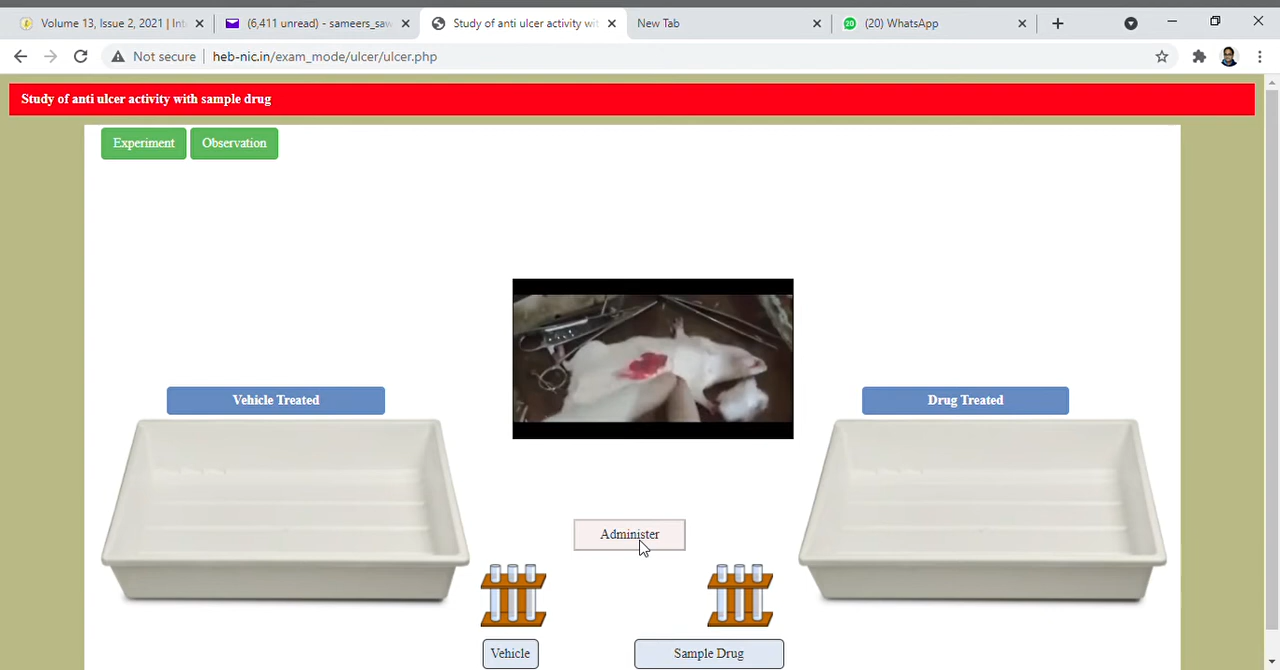 Volume 13, Issue 2, 2021 | Int
(6,411 unread) - sameers_saw
Study of anti ulcer activity wit
New Tab
20
(20) WhatsApp
Not secure
heb-nic.in/exam_mode/ulcer/ulcer.php
Study of anti ulcer activity with sample drug
Experiment
Observation
Vehicle Treated
Drug Treated
Administer
Vehicle
Sample Drug